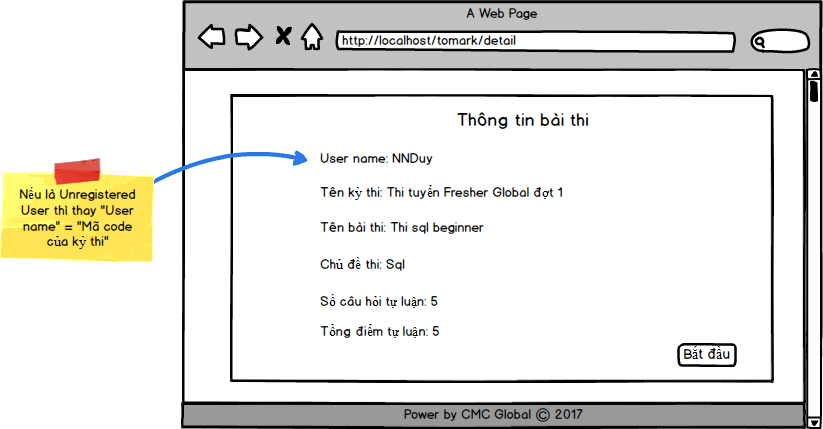 A Web Page
http://localhost/tomark/detail
Thông tin bài thi
User name: NNDuy
Tên kỳ thi: Thi tuyển Fresher Global đợt 1
Tên bài thi: Thi sql beginner
Chủ đề thi: Sql
Số câu hỏi tự luận: 5
Tổng điểm tự luận: 5
Bắt đầu
Nếu là Unregistered
User thì thay "User
name" = "Mã code
của kỳ thi"
Power by CMC Global © 2017